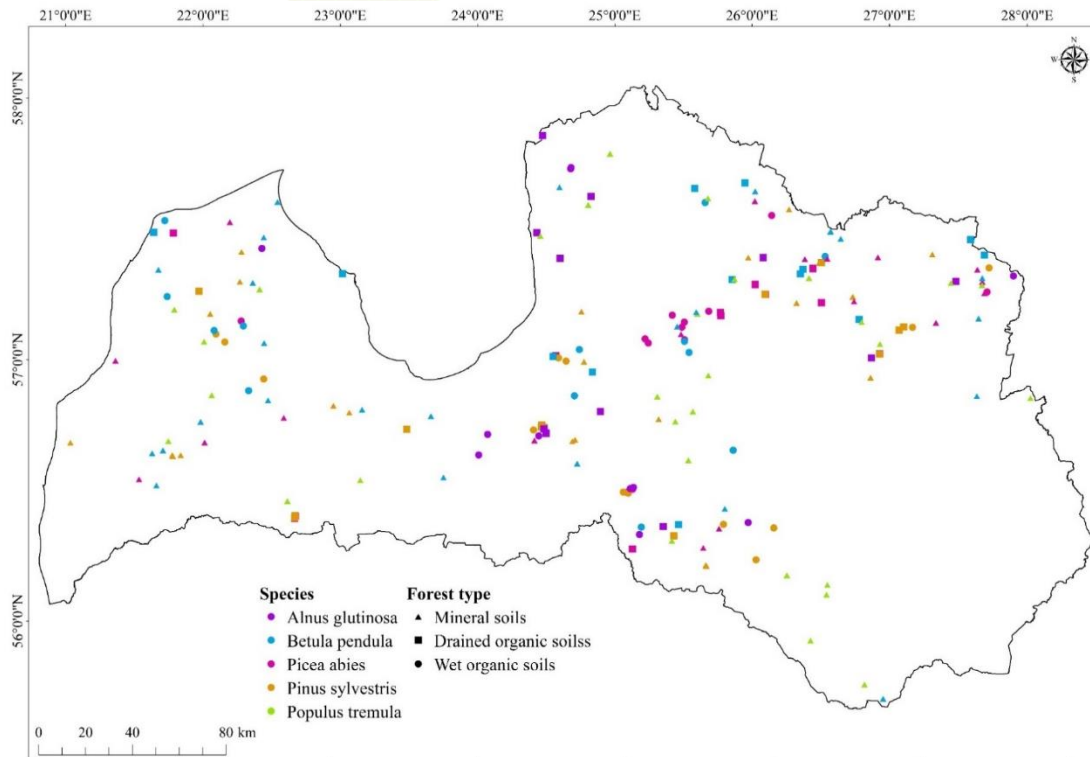 21°0'0"E 22°0'0"E 23°0'0"E 24°0'0"E 25°0'0"E 26°0'0"E 27°0'0"E 28°0'0"E
N
W E
S
58°0'0"N
57°0'0"N
56°0'0"N
Species Forest type
Alnus glutinosa Mineral soils
Betula pendula Drained organic soilss
Picea abies Wet organic soils
Pinus sylvestris
Populus tremula
0 20 40 80 km